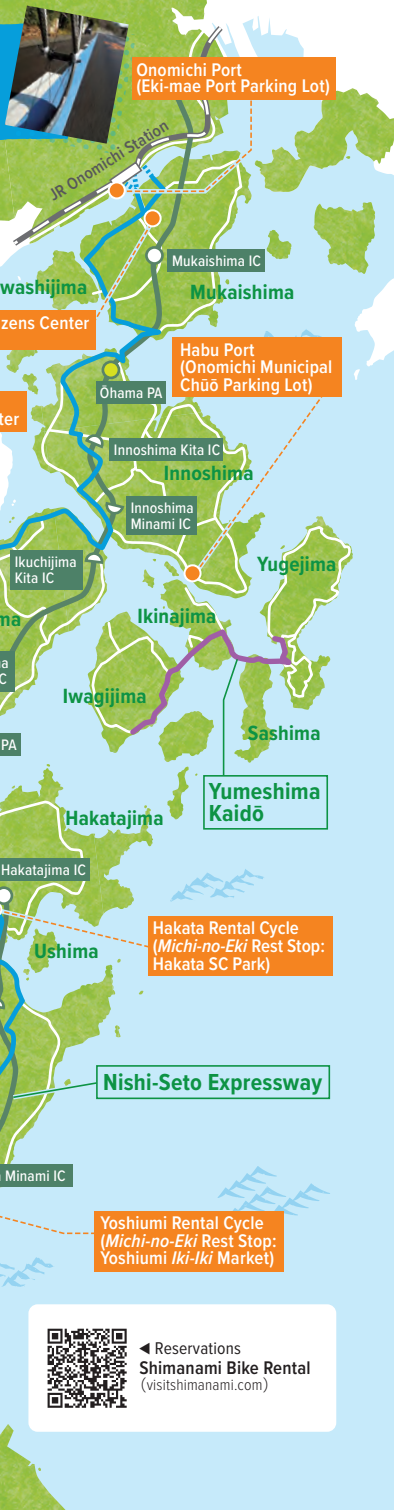 Onomichi Port
(Eki-mae Port Parking Lot)
JR Onomichi Station
Mukaishima IC
washijima
Mukaishima
zens Center
Habu Port
(Onomichi Municipal
Chūō Parking Lot)
Ōhama PA
ter
Innoshima Kita IC
Innoshima
Innoshima
Minami IC
Ikuchijima
Kita IC
Yugejima
ma
Ikinajima
a
C
Iwagijima
Sashima
PA
Yumeshima
Kaidō
Hakatajima
Hakatajima IC
Hakata Rental Cycle
(Michi-no-Eki Rest Stop:
Hakata SC Park)
Ushima
Nishi-Seto Expressway
Minami IC
Yoshiumi Rental Cycle
(Michi-no-Eki Rest Stop:
Yoshiumi Iki-Iki Market)
◀ Reservations
Shimanami Bike Rental
(visitshimanami.com)